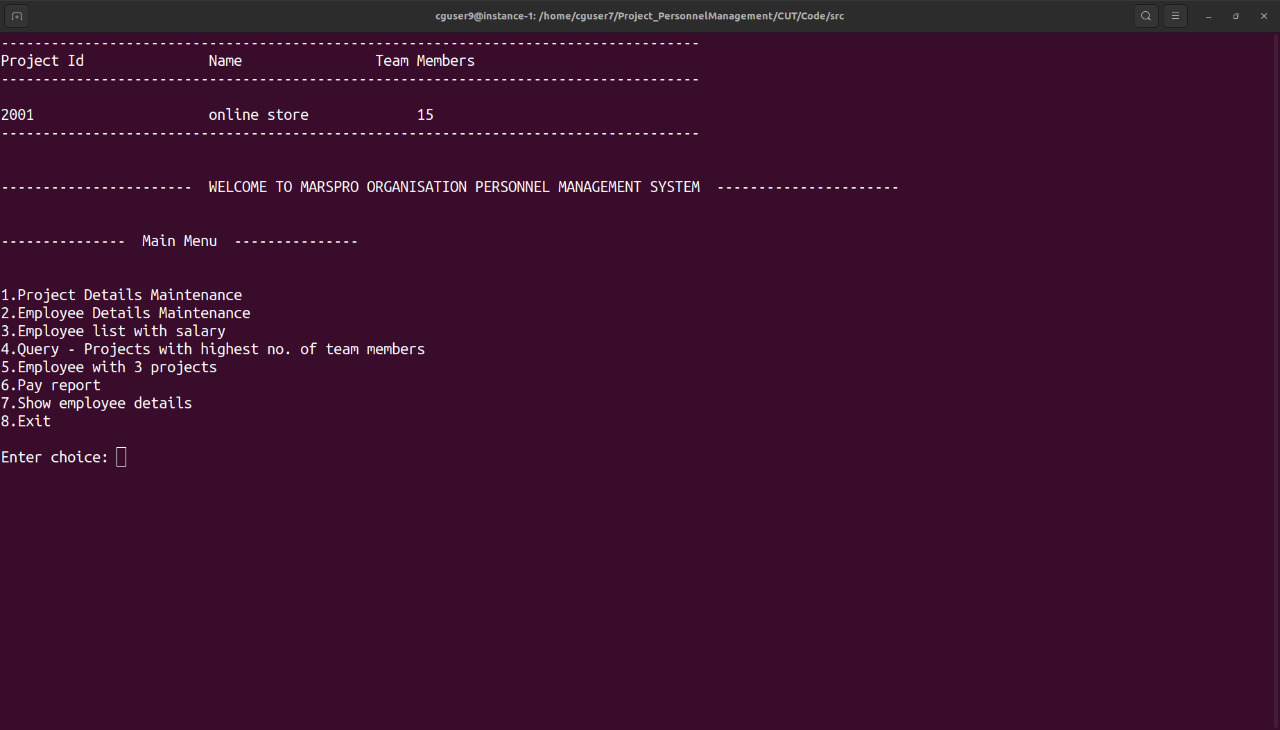 cguser9@instance-1: /home/cguser7/Project_PersonnelManagement/CUT/Code/src
------------------------------------------------------------------------------------
Project Id               Name                Team Members
------------------------------------------------------------------------------------
2001                     online store             15
------------------------------------------------------------------------------------
-----------------------  WELCOME TO MARSPRO ORGANISATION PERSONNEL MANAGEMENT SYSTEM  ----------------------
---------------  Main Menu  ---------------
1.Project Details Maintenance
2.Employee Details Maintenance
3.Employee list with salary
4.Query - Projects with highest no. of team members
5.Employee with 3 projects
6.Pay report
7.Show employee details
8.Exit
Enter choice: